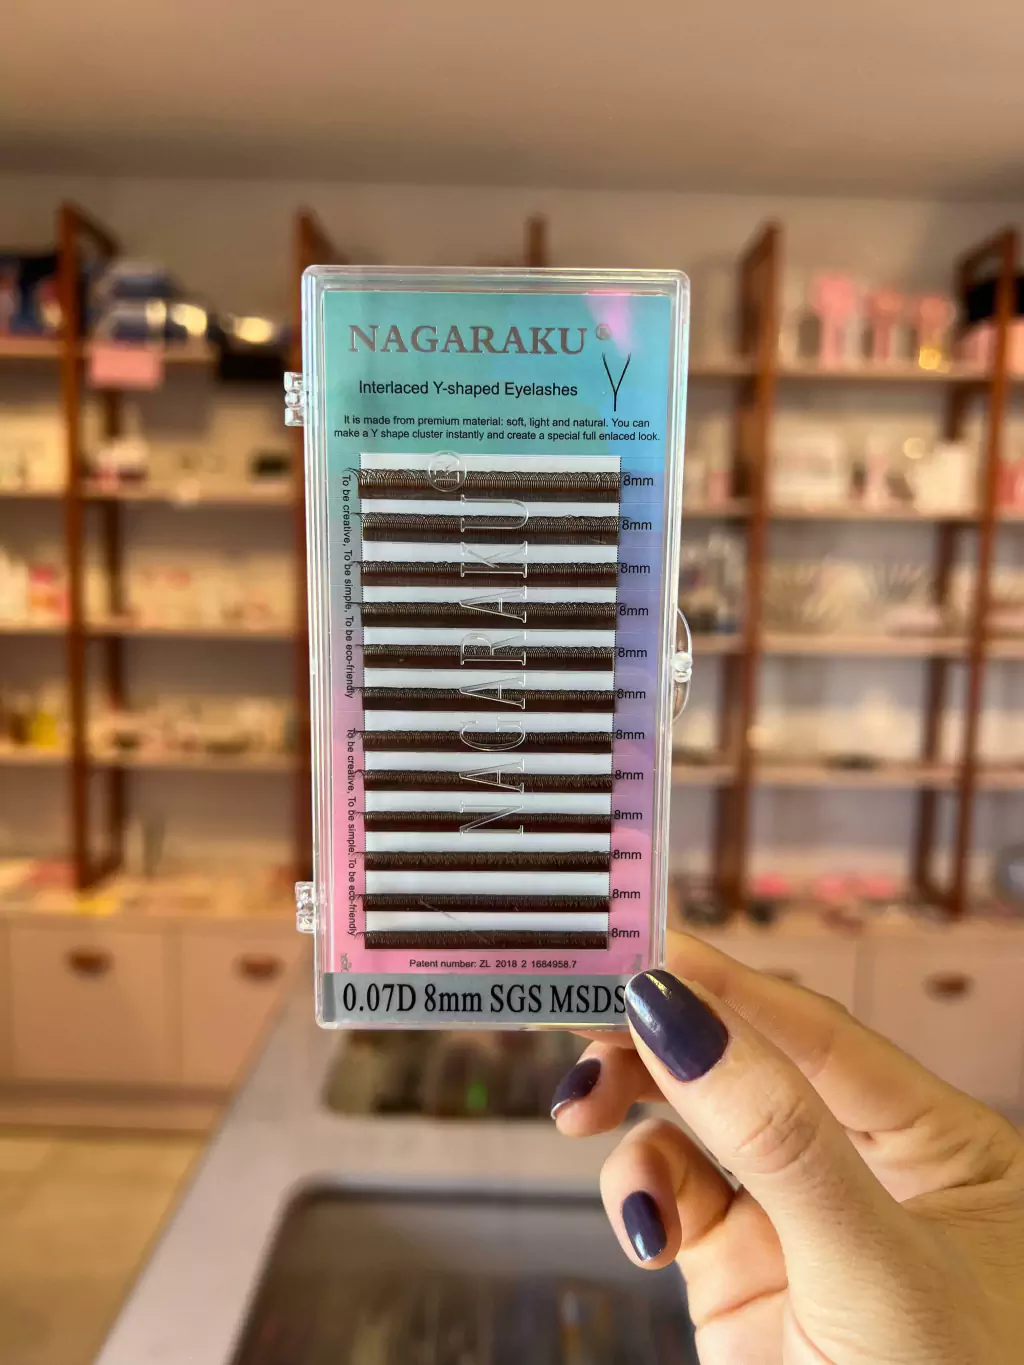 NAGARAKU®
Interlaced Y-shaped Eyelashes
Y
It is made from premium material: soft, light and natural. You can
make a Y shape cluster instantly and create a special full enlaced look.
8mm
8mm
8mm
8mm
8mm
8mm
8mm
8mm
8mm
8mm
8mm
8mm
To be creative, To be simple, To be eco-friendly
To be creative, To be simple, To be eco-friendly
NAGARAKU®
Patent number: ZL 2018 2 1684958.7
0.07D 8mm SGS MSDS